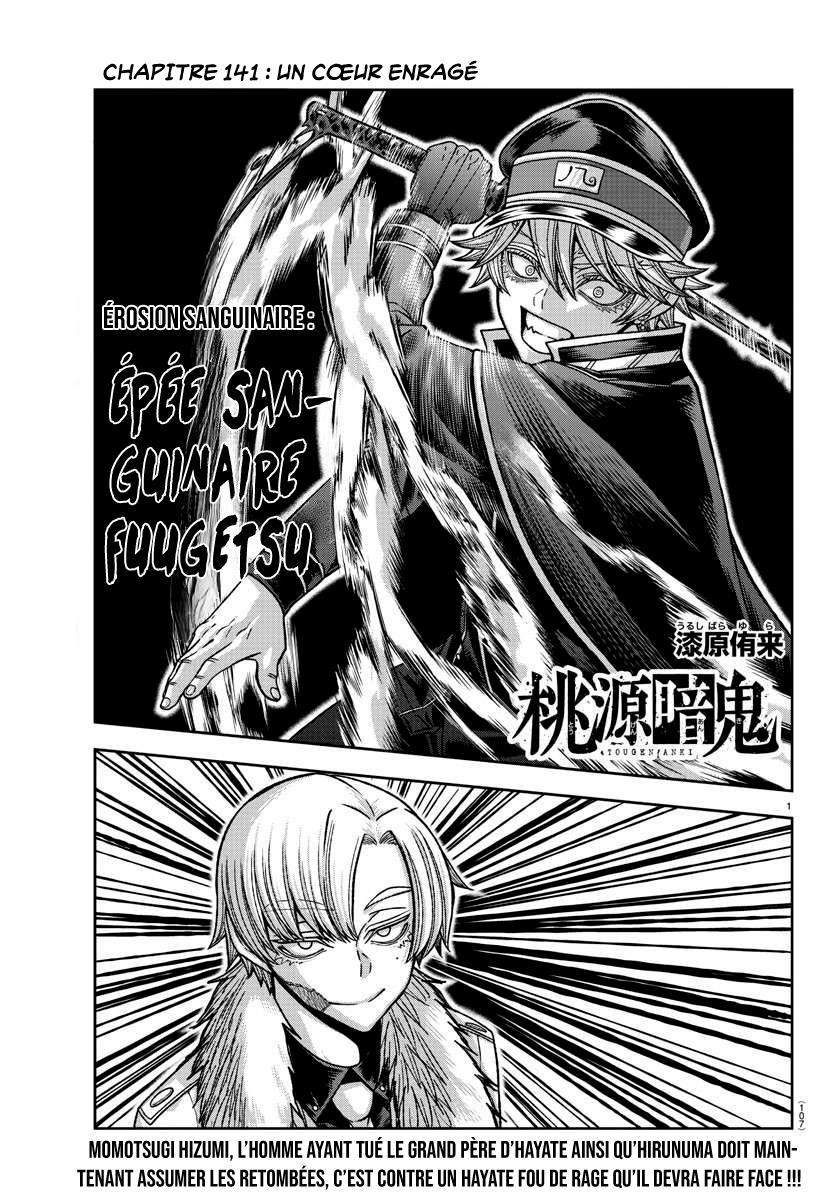 CHAPITRE 141 : UN CŒUR ENRAGÉ
ÉROSION SANGUINAIRE :
ÉPÉE SAN-
GUINAIRE
FUUGETSU
うるしばら ゆら
漆原侑来
桃源暗鬼
TOUGEN ANKI
1
(107)
MOMOTSUGI HIZUMI, L'HOMME AYANT TUÉ LE GRAND PÈRE D'HAYATE AINSI QU'HIRUNUMA DOIT MAIN-
TENANT ASSUMER LES RETOMBÉES, C'EST CONTRE UN HAYATE FOU DE RAGE QU'IL DEVRA FAIRE FACE !!!